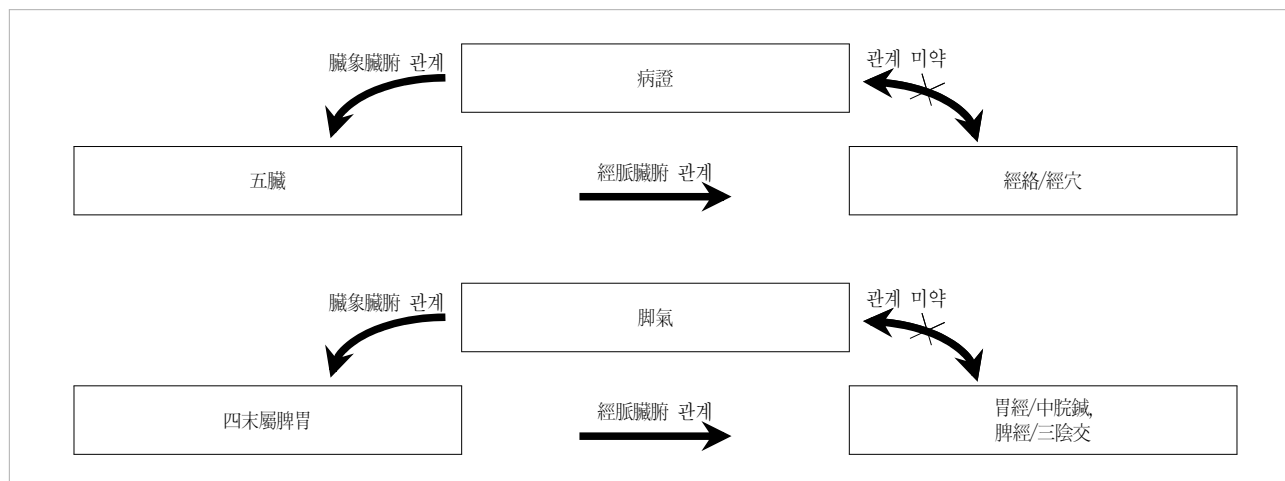 臟象臟腑 관계
病證
관계 미약
五臟
經脈臟腑 관계
經絡/經穴
臟象臟腑 관계
脚氣
관계 미약
四末屬脾胃
經脈臟腑 관계
胃經/中脘鍼,
脾經/三陰交